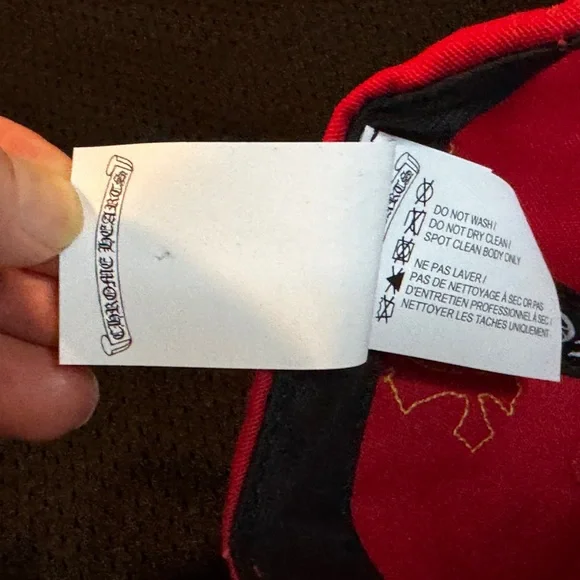 CHROME HEARTS
DO NOT WASH /
DO NOT DRY CLEAN /
SPOT CLEAN BODY ONLY
NE PAS LAVER /
PAS DE NETTOYAGE À SEC OR PAS
D'ENTRETIEN PROFESSIONNEL À SEC /
NETTOYER LES TACHES UNIQUEMENT